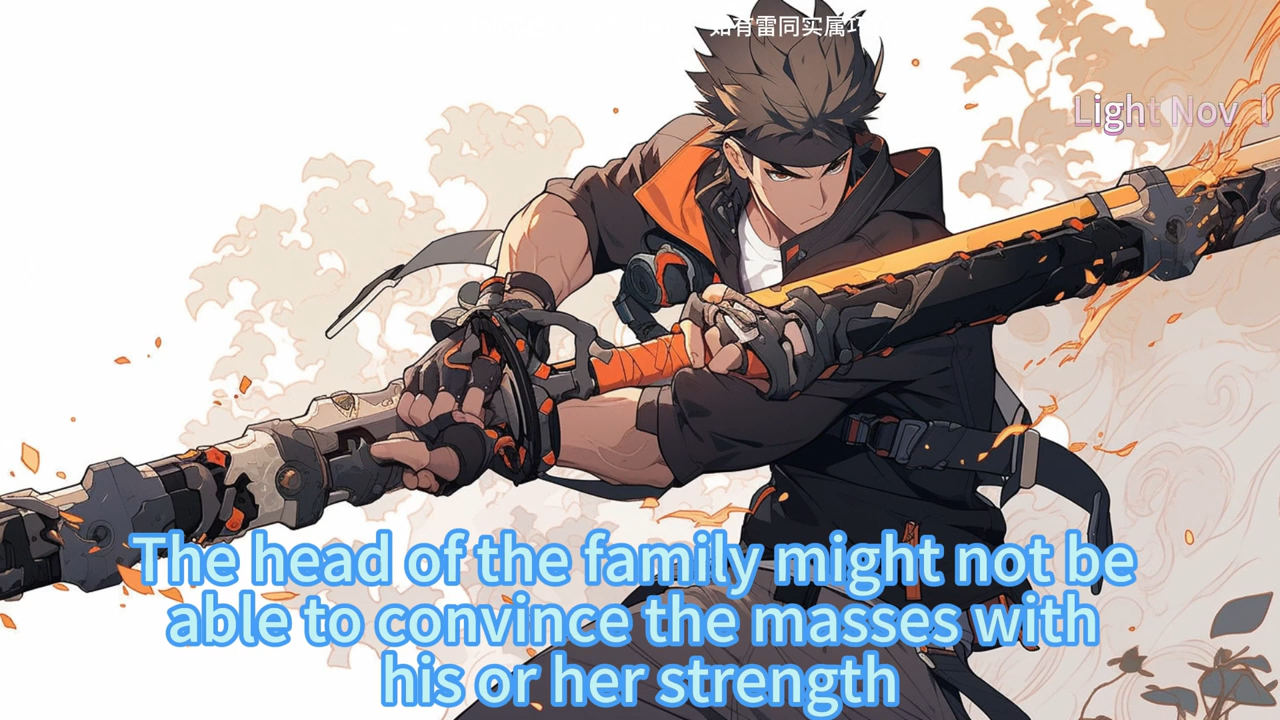 如有雷同实属巧
Light Nov l
The head of the family might not be
able to convince the masses with
his or her strength